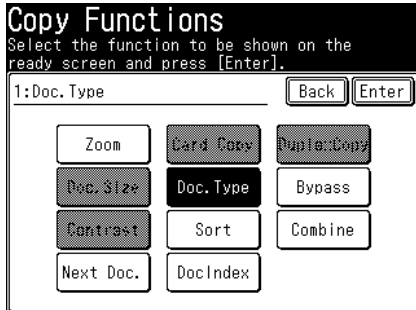 Copy Functions
Select the function to be shown on the
ready screen and press [Enter].
1:Doc.Type
Back Enter
Zoom Card Copy Duplex Copy
Doc.Size Doc.Type Bypass
Contrast Sort Combine
Next Doc. DocIndex